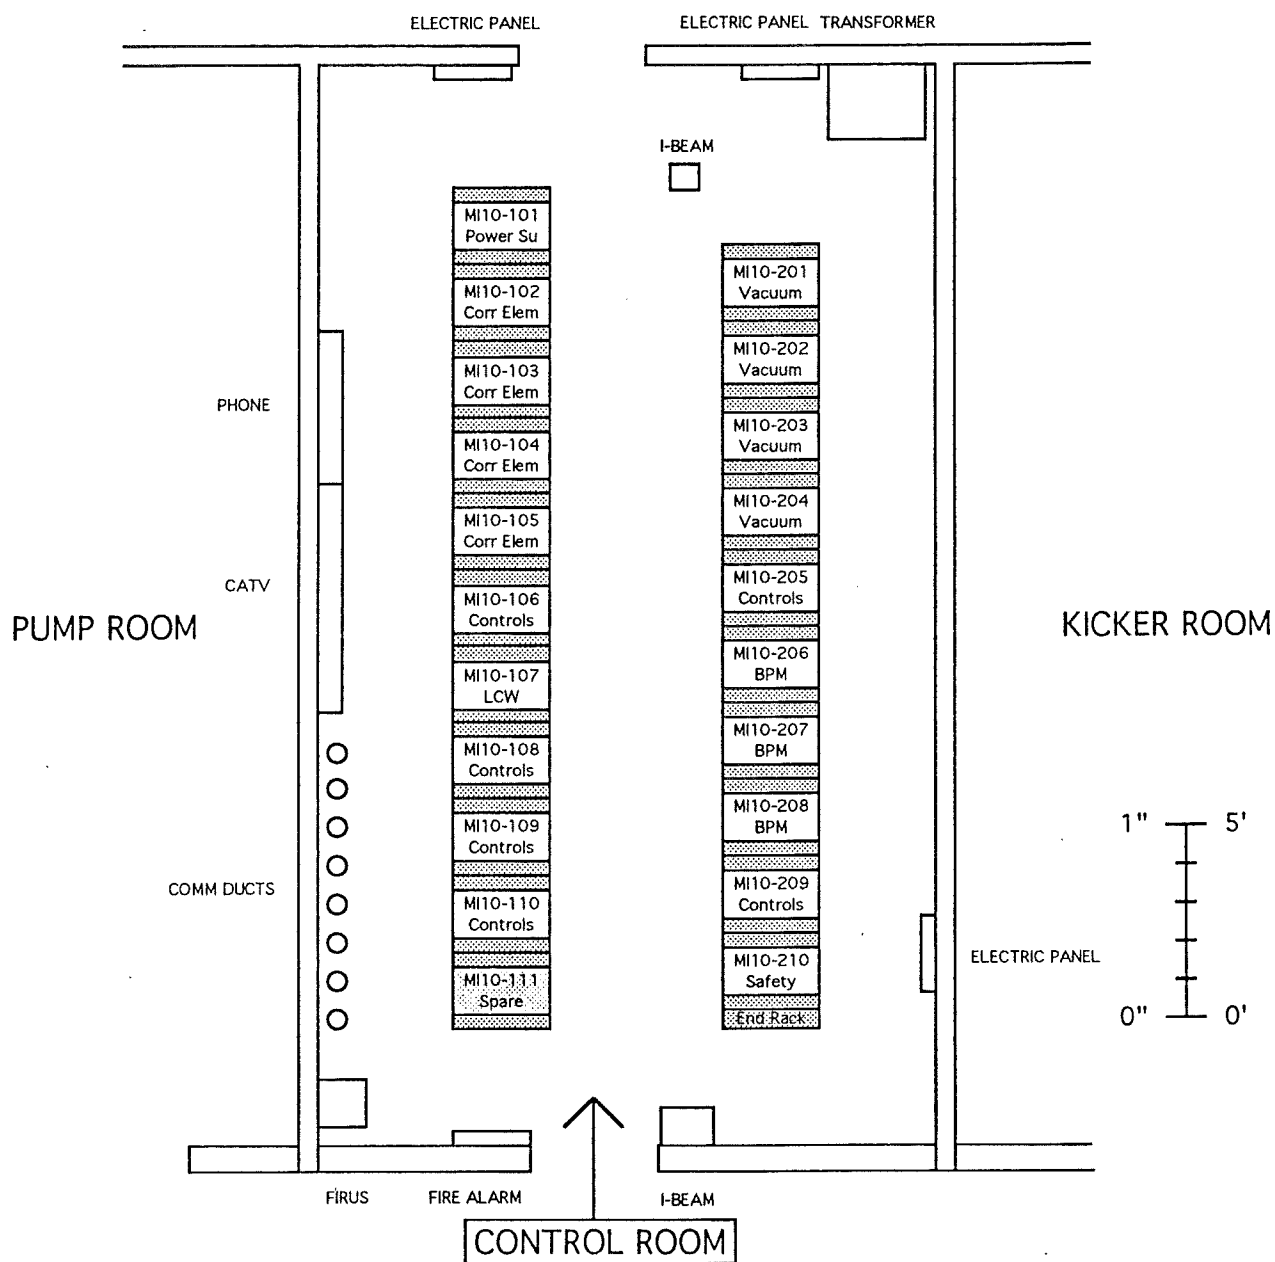 ELECTRIC PANEL
ELECTRIC PANEL TRANSFORMER
I-BEAM
MI10-101
Power Su
MI10-102
Corr Elem
MI10-103
Corr Elem
MI10-104
Corr Elem
MI10-105
Corr Elem
MI10-106
Controls
MI10-107
LCW
MI10-108
Controls
MI10-109
Controls
MI10-110
Controls
MI10-111
Spare
MI10-201
Vacuum
MI10-202
Vacuum
MI10-203
Vacuum
MI10-204
Vacuum
MI10-205
Controls
MI10-206
BPM
MI10-207
BPM
MI10-208
BPM
MI10-209
Controls
MI10-210
Safety
End Rack
PHONE
CATV
PUMP ROOM
COMM DUCTS
KICKER ROOM
1" 5'
0" 0'
ELECTRIC PANEL
FIRUS
FIRE ALARM
I-BEAM
CONTROL ROOM